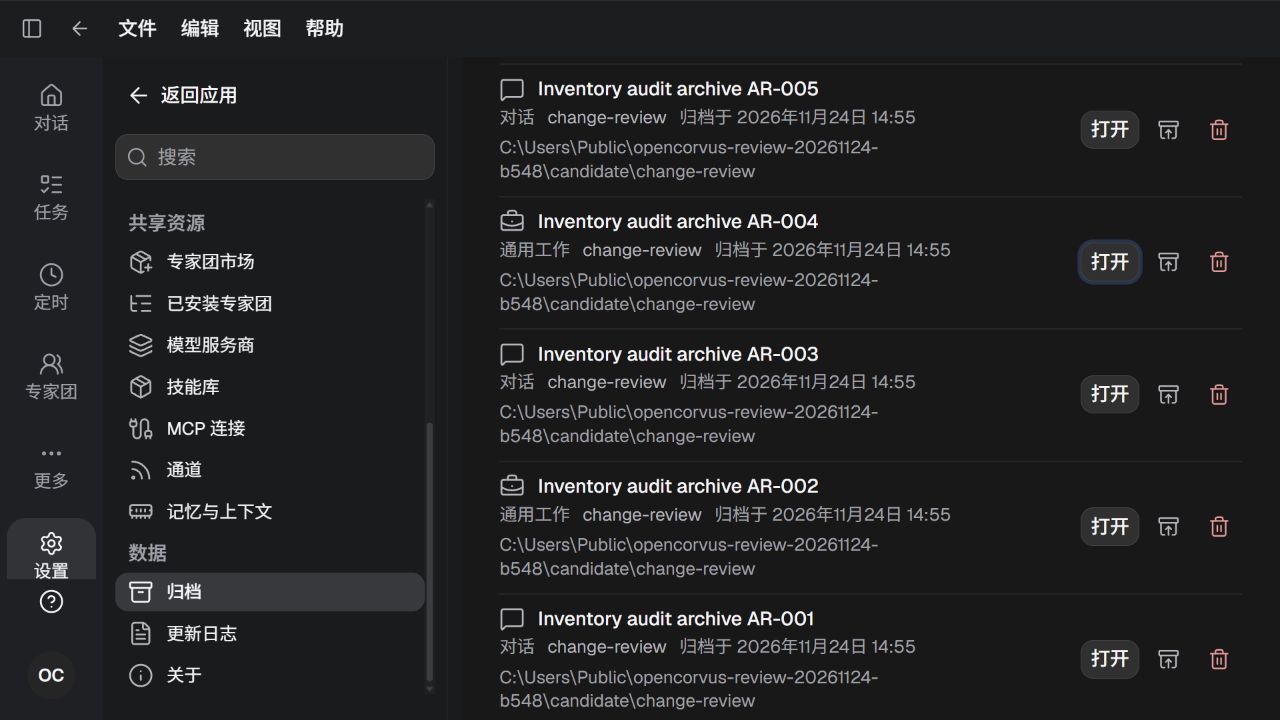 文件 编辑 视图 帮助
对话
任务
定时
专家团
更多
设置
OC
返回应用
搜索
共享资源
专家团市场
已安装专家团
模型服务商
技能库
MCP 连接
通道
记忆与上下文
数据
归档
更新日志
关于
Inventory audit archive AR-005
对话 change-review 归档于 2026年11月24日 14:55
C:\Users\Public\opencorvus-review-20261124-
b548\candidate\change-review
打开
Inventory audit archive AR-004
通用工作 change-review 归档于 2026年11月24日 14:55
C:\Users\Public\opencorvus-review-20261124-
b548\candidate\change-review
打开
Inventory audit archive AR-003
对话 change-review 归档于 2026年11月24日 14:55
C:\Users\Public\opencorvus-review-20261124-
b548\candidate\change-review
打开
Inventory audit archive AR-002
通用工作 change-review 归档于 2026年11月24日 14:55
C:\Users\Public\opencorvus-review-20261124-
b548\candidate\change-review
打开
Inventory audit archive AR-001
对话 change-review 归档于 2026年11月24日 14:55
C:\Users\Public\opencorvus-review-20261124-
b548\candidate\change-review
打开